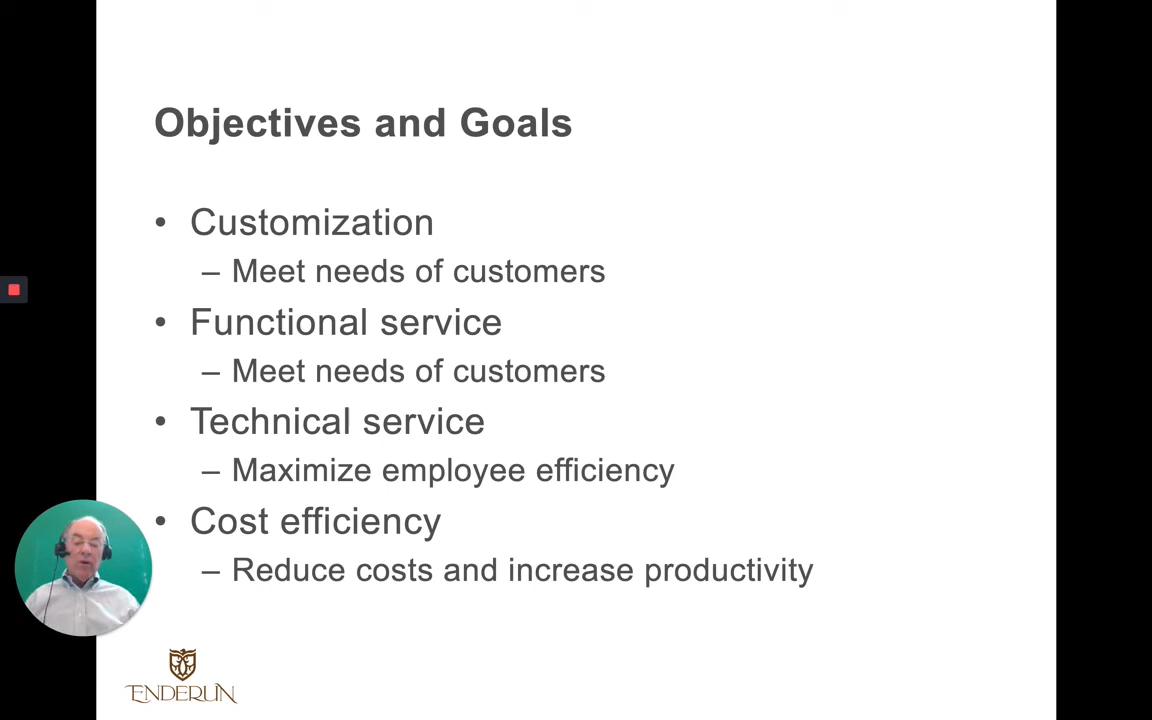 Objectives and Goals
• Customization
– Meet needs of customers
• Functional service
– Meet needs of customers
• Technical service
– Maximize employee efficiency
• Cost efficiency
– Reduce costs and increase productivity
ENDERUN